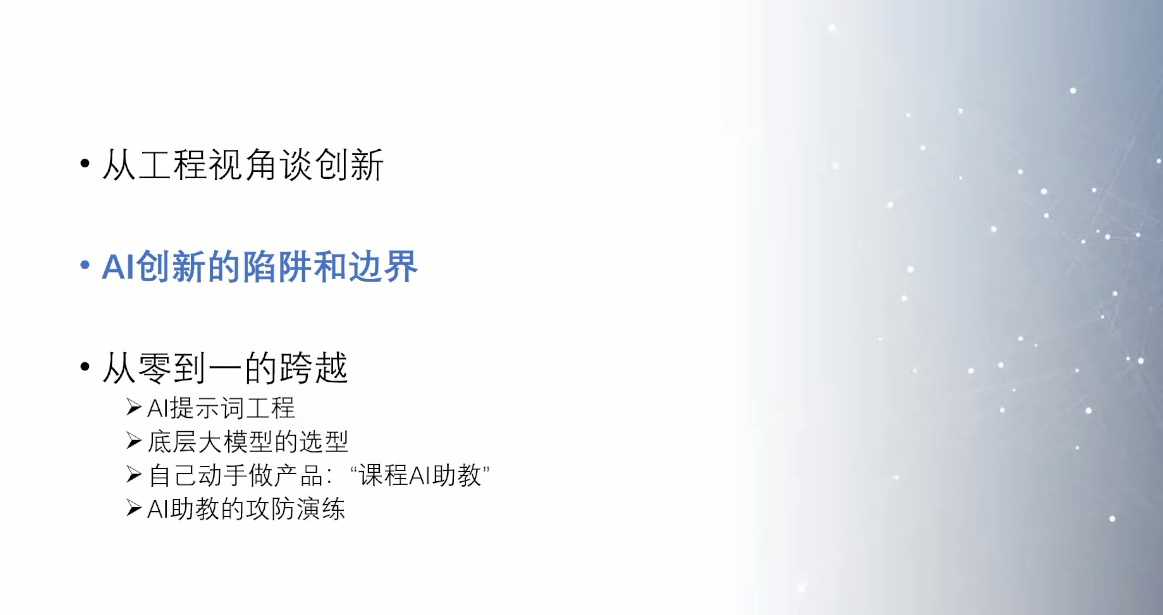 • 从工程视角谈创新
• AI创新的陷阱和边界
• 从零到一的跨越
➢ AI提示词工程
➢ 底层大模型的选型
➢ 自己动手做产品：“课程AI助教”
➢ AI助教的攻防演练